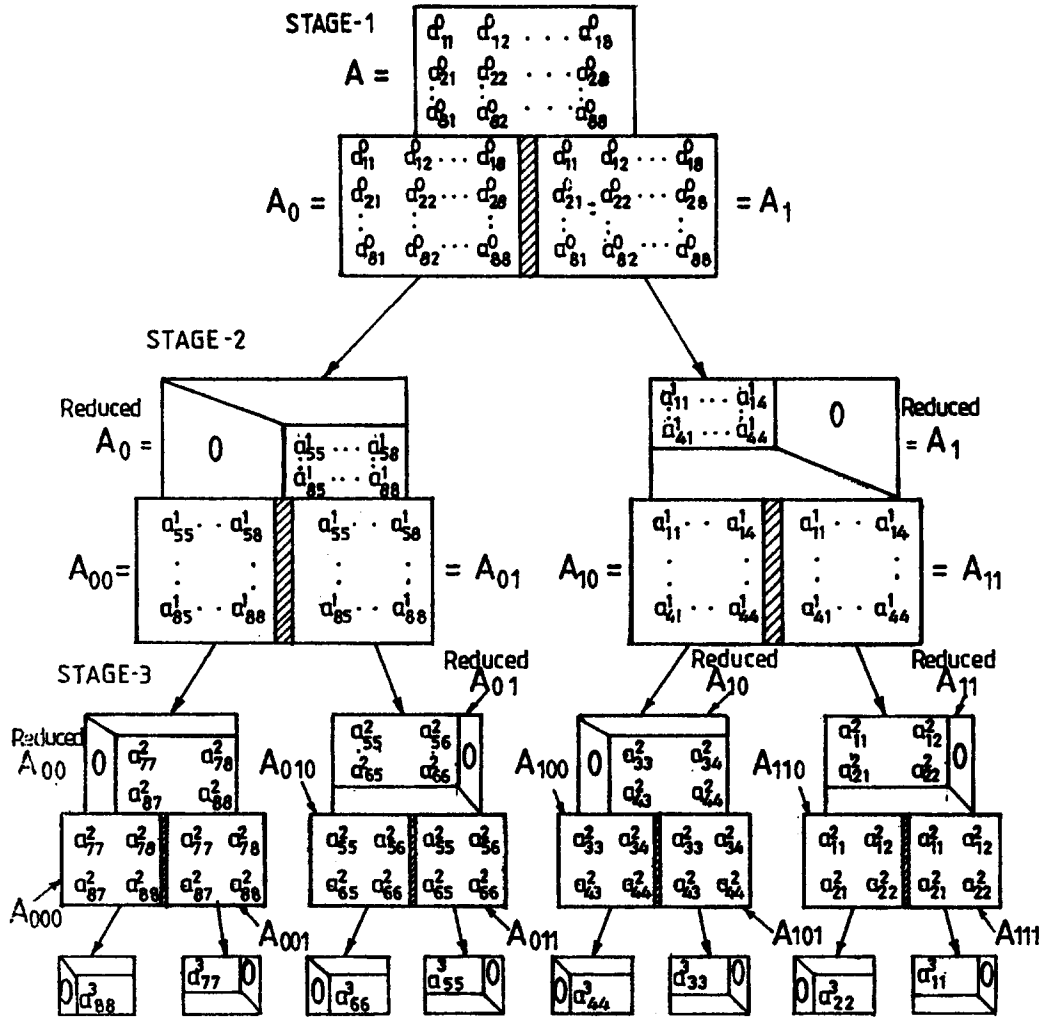 STAGE-1
a⁰₁₁ a⁰₁₂ . . . a⁰₁₈
A = a⁰₂₁ a⁰₂₂ . . . a⁰₂₈
a⁰₈₁ a⁰₈₂ . . . a⁰₈₈
a⁰₁₁ a⁰₁₂ ... a⁰₁₈ a⁰₁₁ a⁰₁₂ ... a⁰₁₈
A₀ = a⁰₂₁ a⁰₂₂ ... a⁰₂₈ a⁰₂₁ a⁰₂₂ ... a⁰₂₈ = A₁
a⁰₈₁ a⁰₈₂ ... a⁰₈₈ a⁰₈₁ a⁰₈₂ ... a⁰₈₈
STAGE-2
Reduced a¹₁₁ ... a¹₁₄ 0 Reduced
A₀ = 0 a¹₅₅ ... a¹₅₈ a¹₄₁ ... a¹₄₄ = A₁
a¹₈₅ ... a¹₈₈
a¹₅₅ .. a¹₅₈ a¹₅₅ .. a¹₅₈ a¹₁₁ .. a¹₁₄ a¹₁₁ .. a¹₁₄
A₀₀ = = A₀₁ A₁₀ = = A₁₁
a¹₈₅ .. a¹₈₈ a¹₈₅ .. a¹₈₈ a¹₄₁ .. a¹₄₄ a¹₄₁ .. a¹₄₄
STAGE-3 Reduced Reduced Reduced
A₀₁ A₁₀ A₁₁
Reduced a²₅₅ a²₅₆ a²₁₁ a²₁₂
A₀₀ 0 a²₇₇ a²₇₈ A₀₁₀ a²₆₅ a²₆₆ 0 A₁₀₀ 0 a²₃₃ a²₃₄ A₁₁₀ a²₂₁ a²₂₂ 0
a²₈₇ a²₈₈ a²₄₃ a²₄₄
a²₇₇ a²₇₈ a²₇₇ a²₇₈ a²₅₅ a²₅₆ a²₅₅ a²₅₆ a²₃₃ a²₃₄ a²₃₃ a²₃₄ a²₁₁ a²₁₂ a²₁₁ a²₁₂
a²₈₇ a²₈₈ a²₈₇ a²₈₈ a²₆₅ a²₆₆ a²₆₅ a²₆₆ a²₄₃ a²₄₄ a²₄₃ a²₄₄ a²₂₁ a²₂₂ a²₂₁ a²₂₂
A₀₀₀ A₀₀₁ A₀₁₁ A₁₀₁ A₁₁₁
0 a³₈₈ a³₇₇ 0 0 a³₆₆ a³₅₅ 0 0 a³₄₄ a³₃₃ 0 0 a³₂₂ a³₁₁ 0